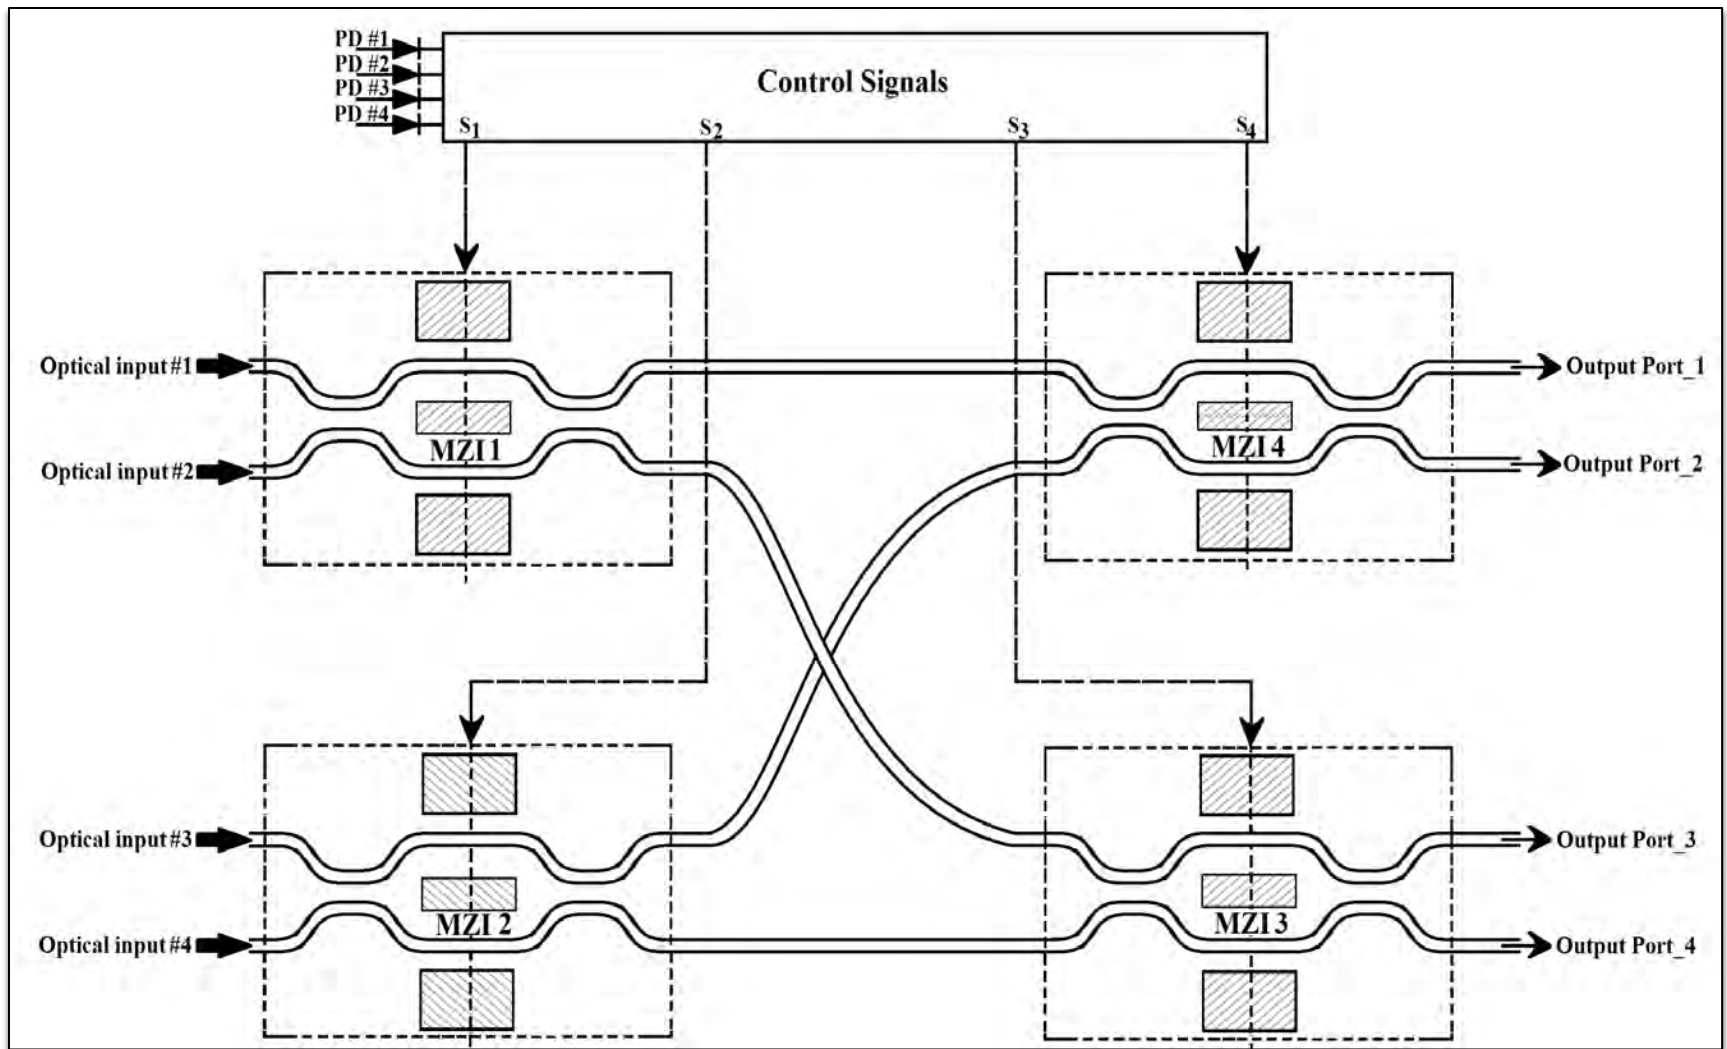 PD #1
PD #2
PD #3
PD #4
Control Signals
S1 S2 S3 S4
Optical input #1
MZI 1
Optical input #2
MZI 4
Output Port_1
Output Port_2
Optical input #3
MZI 2
Optical input #4
MZI 3
Output Port_3
Output Port_4